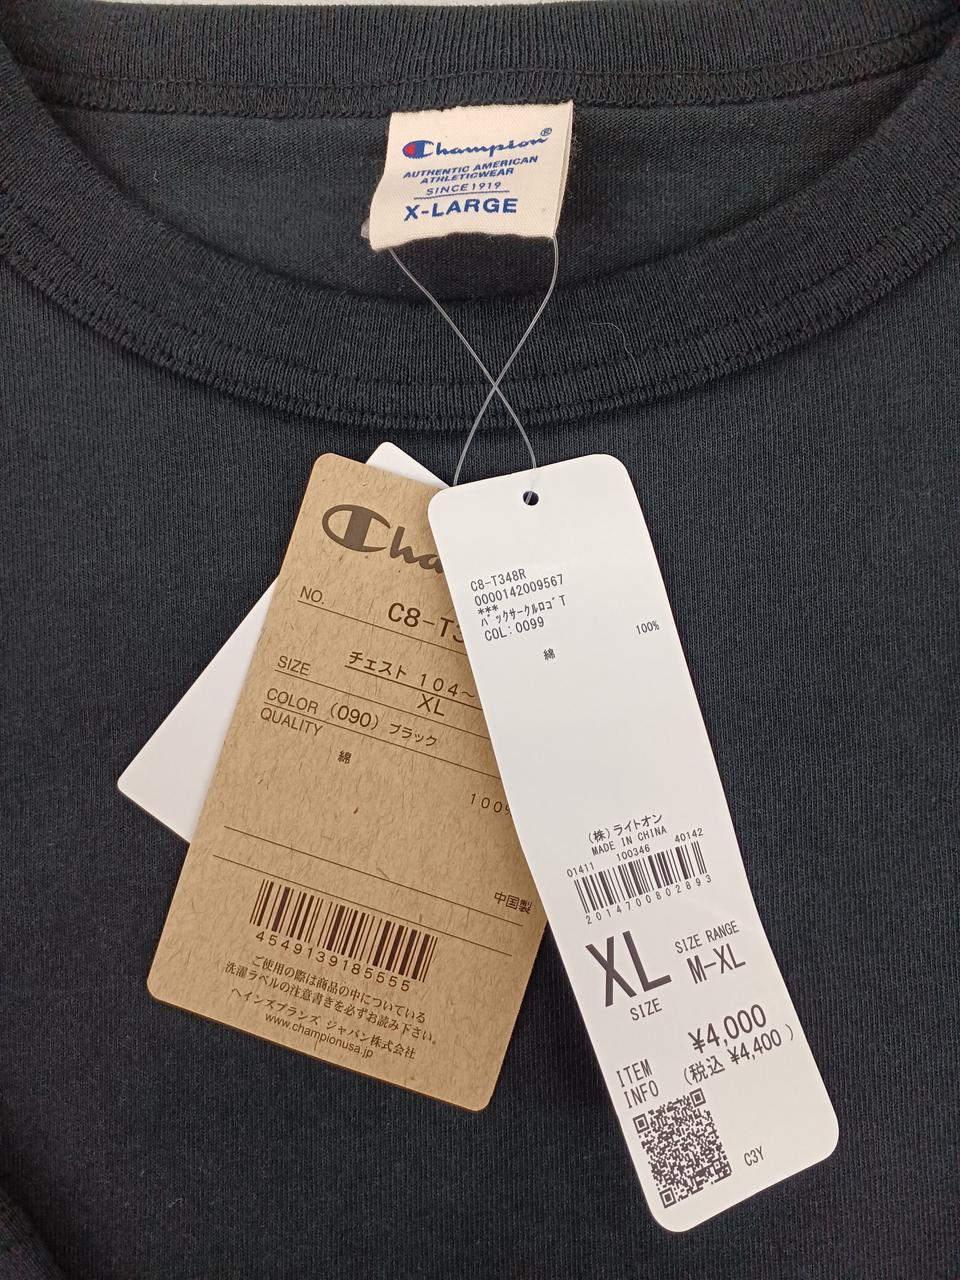 Champion®
AUTHENTIC AMERICAN
ATHLETICWEAR
SINCE 1919
X-LARGE
NO.
C8-T3
SIZE
チェスト 104～
XL
COLOR (090) ブラック
QUALITY
綿
100%
中国製
4549139185555
ご使用の際は商品の中についている
洗濯ラベルの注意書きを必ずお読み下さい。
ヘインズブランズ ジャパン株式会社
www.championusa.jp
C8-T348R
0000142009567
***
ﾊﾞｯｸサークルロゴT
COL:0099
綿 100%
(株)ライトオン
MADE IN CHINA
01411 100346 40142
2014700802893
XL
SIZE
SIZE RANGE
M-XL
¥4,000
(税込 ¥4,400 )
ITEM
INFO
C3Y